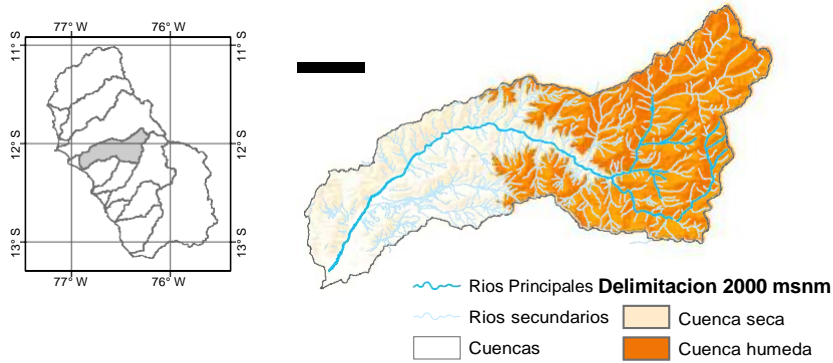 77° W 76° W
11° S 11° S
12° S 12° S
13° S 13° S
77° W 76° W
Rios Principales
Rios secundarios
Cuencas
Delimitacion 2000 msnm
Cuenca seca
Cuenca humeda